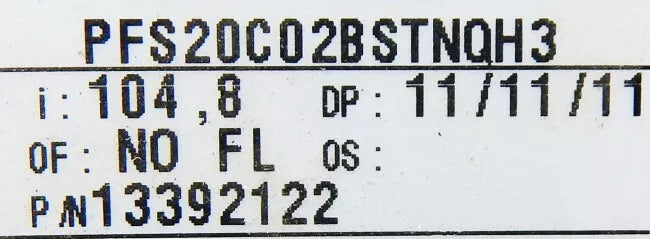 PFS20C02BSTNQH3
i: 104,8 DP: 11/11/11
OF: NO FL OS:
P/N13392122